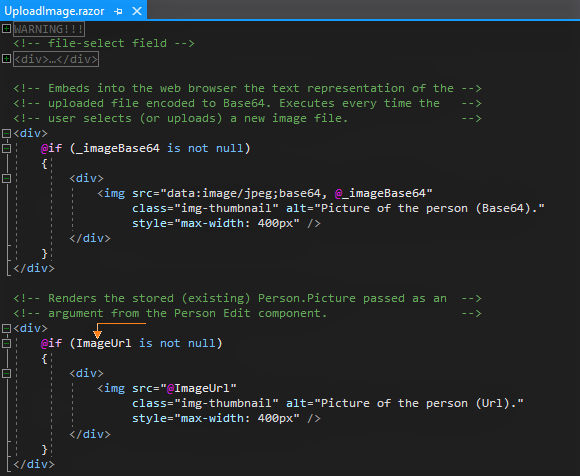 UploadImage.razor
WARNING!!!
<!-- file-select field -->
<div>…</div>
<!-- Embeds into the web browser the text representation of the -->
<!-- uploaded file encoded to Base64. Executes every time the   -->
<!-- user selects (or uploads) a new image file.                -->
<div>
    @if (_imageBase64 is not null)
    {
        <div>
            <img src="data:image/jpeg;base64, @_imageBase64"
                 class="img-thumbnail" alt="Picture of the person (Base64)."
                 style="max-width: 400px" />
        </div>
    }
</div>
<!-- Renders the stored (existing) Person.Picture passed as an  -->
<!-- argument from the Person Edit component.                   -->
<div>
    @if (ImageUrl is not null)
    {
        <div>
            <img src="@ImageUrl"
                 class="img-thumbnail" alt="Picture of the person (Url)."
                 style="max-width: 400px" />
        </div>
    }
</div>